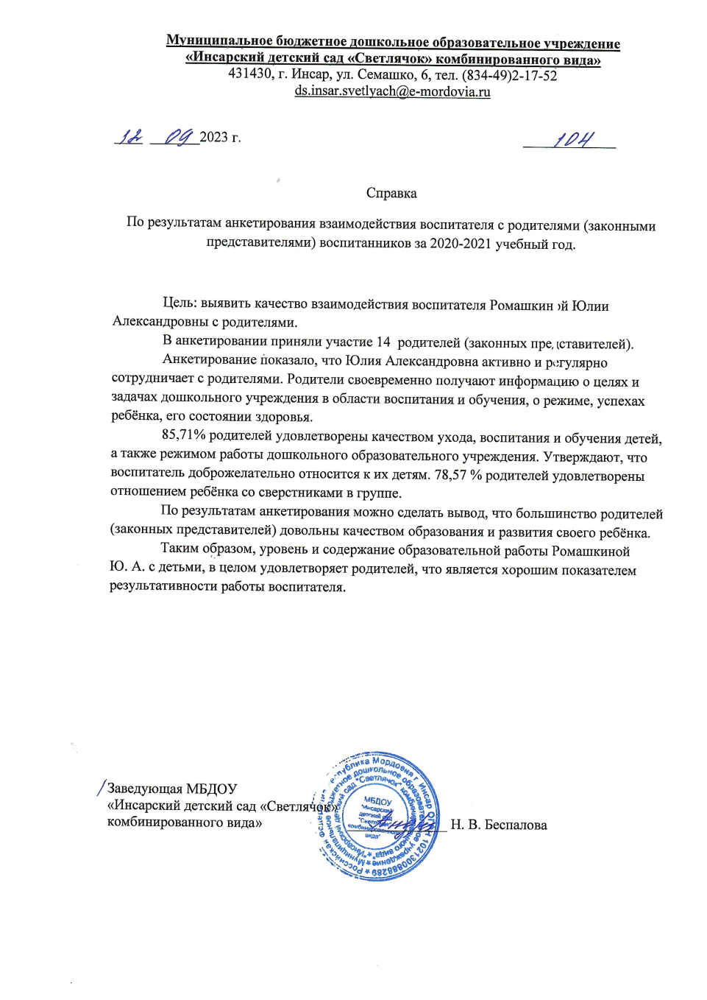 Муниципальное бюджетное дошкольное образовательное учреждение
«Инсарский детский сад «Светлячок» комбинированного вида»
431430, г. Инсар, ул. Семашко, 6, тел. (834-49)2-17-52
ds.insar.svetlyach@e-mordovia.ru
12 09 2023 г.
104
Справка
По результатам анкетирования взаимодействия воспитателя с родителями (законными
представителями) воспитанников за 2020-2021 учебный год.
Цель: выявить качество взаимодействия воспитателя Ромашкиной Юлии
Александровны с родителями.
В анкетировании приняли участие 14 родителей (законных представителей).
Анкетирование показало, что Юлия Александровна активно и регулярно
сотрудничает с родителями. Родители своевременно получают информацию о целях и
задачах дошкольного учреждения в области воспитания и обучения, о режиме, успехах
ребёнка, его состоянии здоровья.
85,71% родителей удовлетворены качеством ухода, воспитания и обучения детей,
а также режимом работы дошкольного образовательного учреждения. Утверждают, что
воспитатель доброжелательно относится к их детям. 78,57 % родителей удовлетворены
отношением ребёнка со сверстниками в группе.
По результатам анкетирования можно сделать вывод, что большинство родителей
(законных представителей) довольны качеством образования и развития своего ребёнка.
Таким образом, уровень и содержание образовательной работы Ромашкиной
Ю. А. с детьми, в целом удовлетворяет родителей, что является хорошим показателем
результативности работы воспитателя.
Заведующая МБДОУ
«Инсарский детский сад «Светлячок»
комбинированного вида»
Н. В. Беспалова
Российская Федерация Республика Мордовия г. Инсар ОГРН 1021300888289
Муниципальное бюджетное дошкольное образовательное учреждение
"Инсарский детский сад "Светлячок" комбинированного вида"
МБДОУ
"Инсарский
детский сад
"Светлячок"
комбинированного
вида"